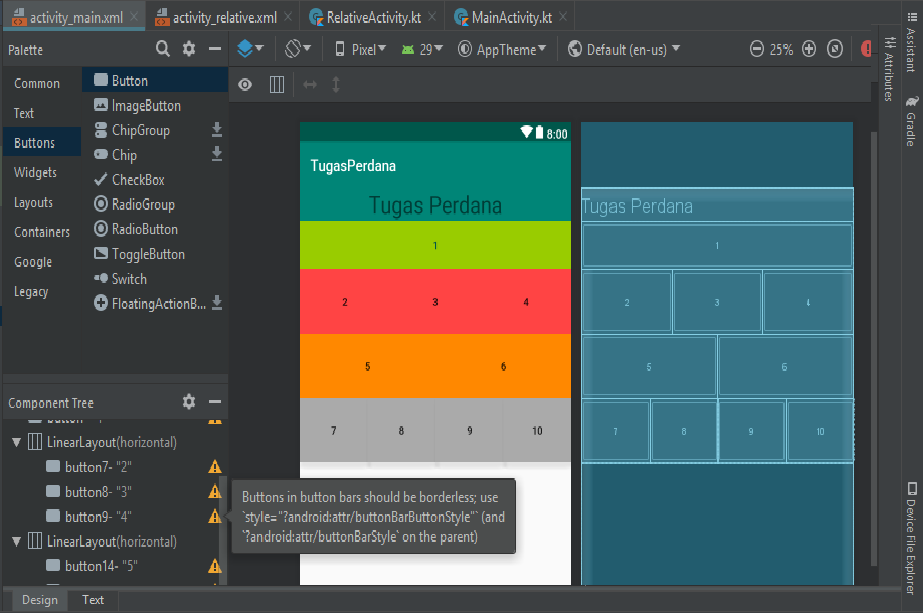 activity_main.xml
activity_relative.xml
RelativeActivity.kt
MainActivity.kt
Palette
Pixel
29
AppTheme
Default (en-us)
25%
Common
Text
Buttons
Widgets
Layouts
Containers
Google
Legacy
Button
ImageButton
ChipGroup
Chip
CheckBox
RadioGroup
RadioButton
ToggleButton
Switch
FloatingActionB...
Component Tree
LinearLayout(horizontal)
button7- "2"
button8- "3"
button9- "4"
LinearLayout(horizontal)
button14- "5"
Buttons in button bars should be borderless; use
`style="?android:attr/buttonBarButtonStyle"` (and
`?android:attr/buttonBarStyle` on the parent)
8:00
TugasPerdana
Tugas Perdana
1
2 3 4
5 6
7 8 9 10
Tugas Perdana
1
2 3 4
5 6
7 8 9 10
Attributes
Assistant
Gradle
Device File Explorer
Design
Text